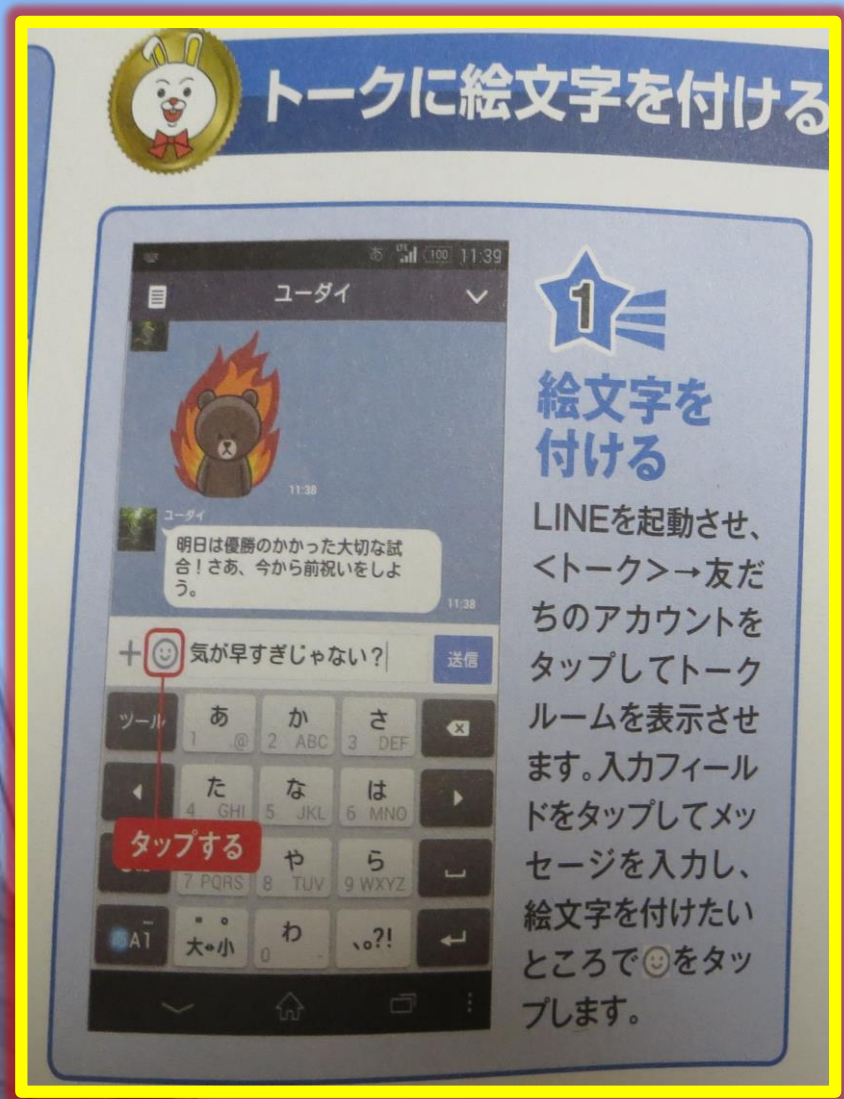 トークに絵文字を付ける
あ LTE 100 11:39
ユーダイ
11:38
ユーダイ
明日は優勝のかかった大切な試
合！さあ、今から前祝いをしよ
う。
11:38
気が早すぎじゃない？
送信
ツール
あ
1 .@
か
2 ABC
さ
3 DEF
た
4 GHI
な
5 JKL
は
6 MNO
タップする
7 PQRS
や
8 TUV
ら
9 WXYZ
あA1
大⇔小
わ
0
、。?!
1
絵文字を
付ける
LINEを起動させ、
＜トーク＞→友だ
ちのアカウントを
タップしてトーク
ルームを表示させ
ます。入力フィール
ドをタップしてメッ
セージを入力し、
絵文字を付けたい
ところで☺をタッ
プします。